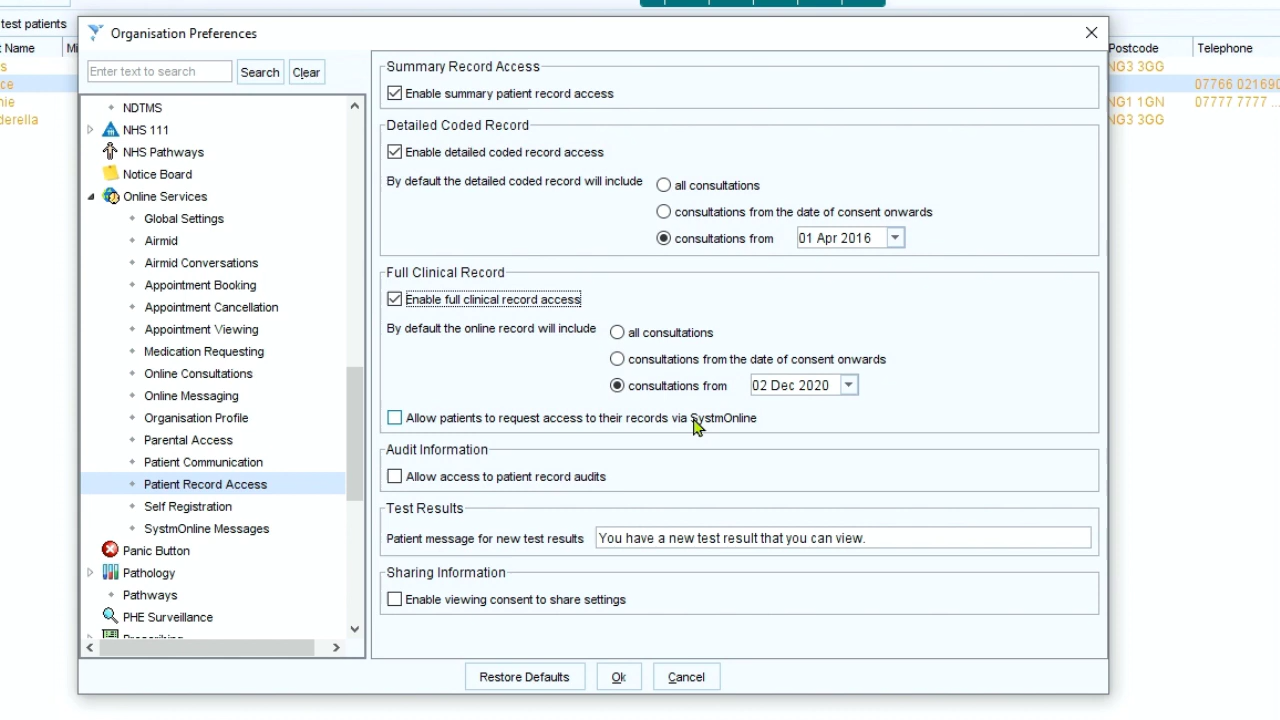 test patients
Name
Postcode
Telephone
NG3 3GG
07766 02169
NG1 1GN
07777 7777 ...
derella
NG3 3GG
Organisation Preferences
Enter text to search
Search
Clear
NDTMS
NHS 111
NHS Pathways
Notice Board
Online Services
Global Settings
Airmid
Airmid Conversations
Appointment Booking
Appointment Cancellation
Appointment Viewing
Medication Requesting
Online Consultations
Online Messaging
Organisation Profile
Parental Access
Patient Communication
Patient Record Access
Self Registration
SystmOnline Messages
Panic Button
Pathology
Pathways
PHE Surveillance
Prescribing
Summary Record Access
Enable summary patient record access
Detailed Coded Record
Enable detailed coded record access
By default the detailed coded record will include
all consultations
consultations from the date of consent onwards
consultations from 01 Apr 2016
Full Clinical Record
Enable full clinical record access
By default the online record will include
all consultations
consultations from the date of consent onwards
consultations from 02 Dec 2020
Allow patients to request access to their records via SystmOnline
Audit Information
Allow access to patient record audits
Test Results
Patient message for new test results You have a new test result that you can view.
Sharing Information
Enable viewing consent to share settings
Restore Defaults
Ok
Cancel